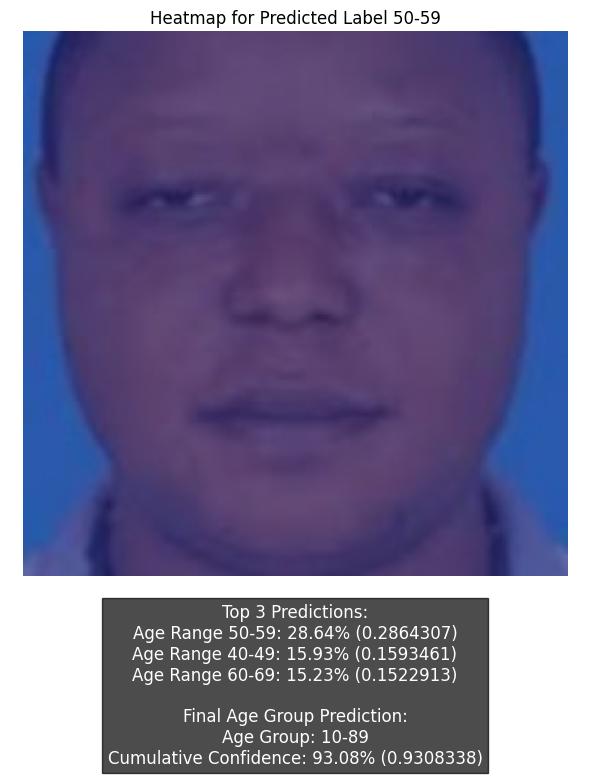 Heatmap for Predicted Label 50-59
Top 3 Predictions:
Age Range 50-59: 28.64% (0.2864307)
Age Range 40-49: 15.93% (0.1593461)
Age Range 60-69: 15.23% (0.1522913)
Final Age Group Prediction:
Age Group: 10-89
Cumulative Confidence: 93.08% (0.9308338)